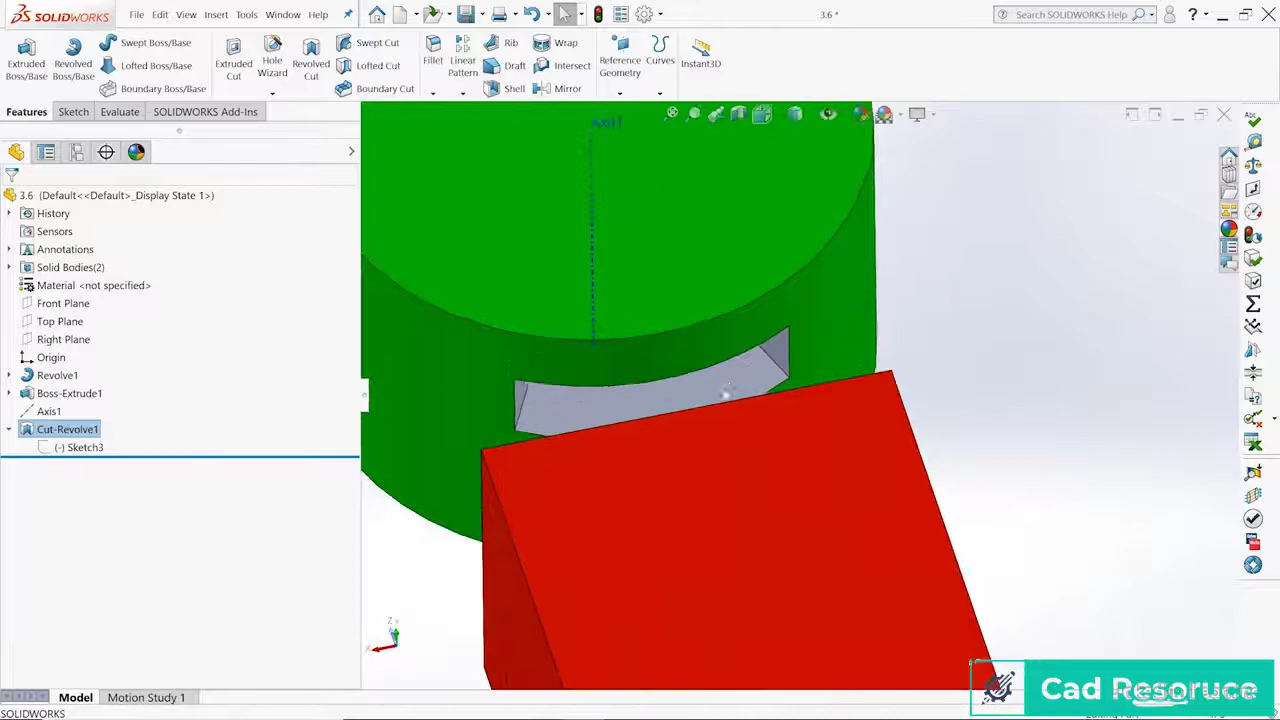 SOLIDWORKS
File Edit View Insert Tools Window Help
3.6 *
Search SOLIDWORKS Help
Extruded Boss/Base
Revolved Boss/Base
Swept Boss/Base
Lofted Boss/Base
Boundary Boss/Base
Extruded Cut
Hole Wizard
Revolved Cut
Swept Cut
Lofted Cut
Boundary Cut
Fillet
Linear Pattern
Rib
Draft
Shell
Wrap
Intersect
Mirror
Reference Geometry
Curves
Instant3D
Features Sketch Evaluate SOLIDWORKS Add-Ins
Axis1
3.6 (Default<<Default>_Display State 1>)
History
Sensors
Annotations
Solid Bodies(2)
Material <not specified>
Front Plane
Top Plane
Right Plane
Origin
Revolve1
Boss-Extrude1
Axis1
Cut-Revolve1
(-) Sketch3
Model Motion Study 1
Cad Resoruce
SOLIDWORKS